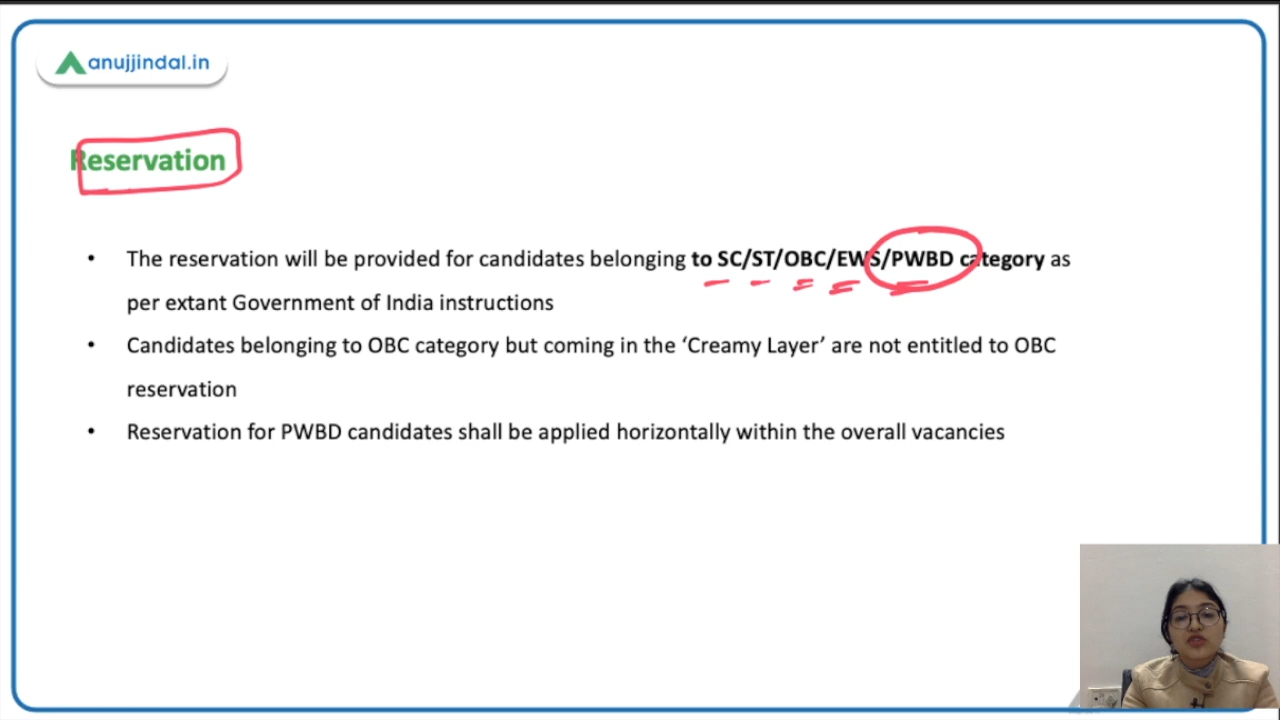 anujjindal.in
Reservation
• The reservation will be provided for candidates belonging to SC/ST/OBC/EWS/PWBD category as
per extant Government of India instructions
• Candidates belonging to OBC category but coming in the ‘Creamy Layer’ are not entitled to OBC
reservation
• Reservation for PWBD candidates shall be applied horizontally within the overall vacancies